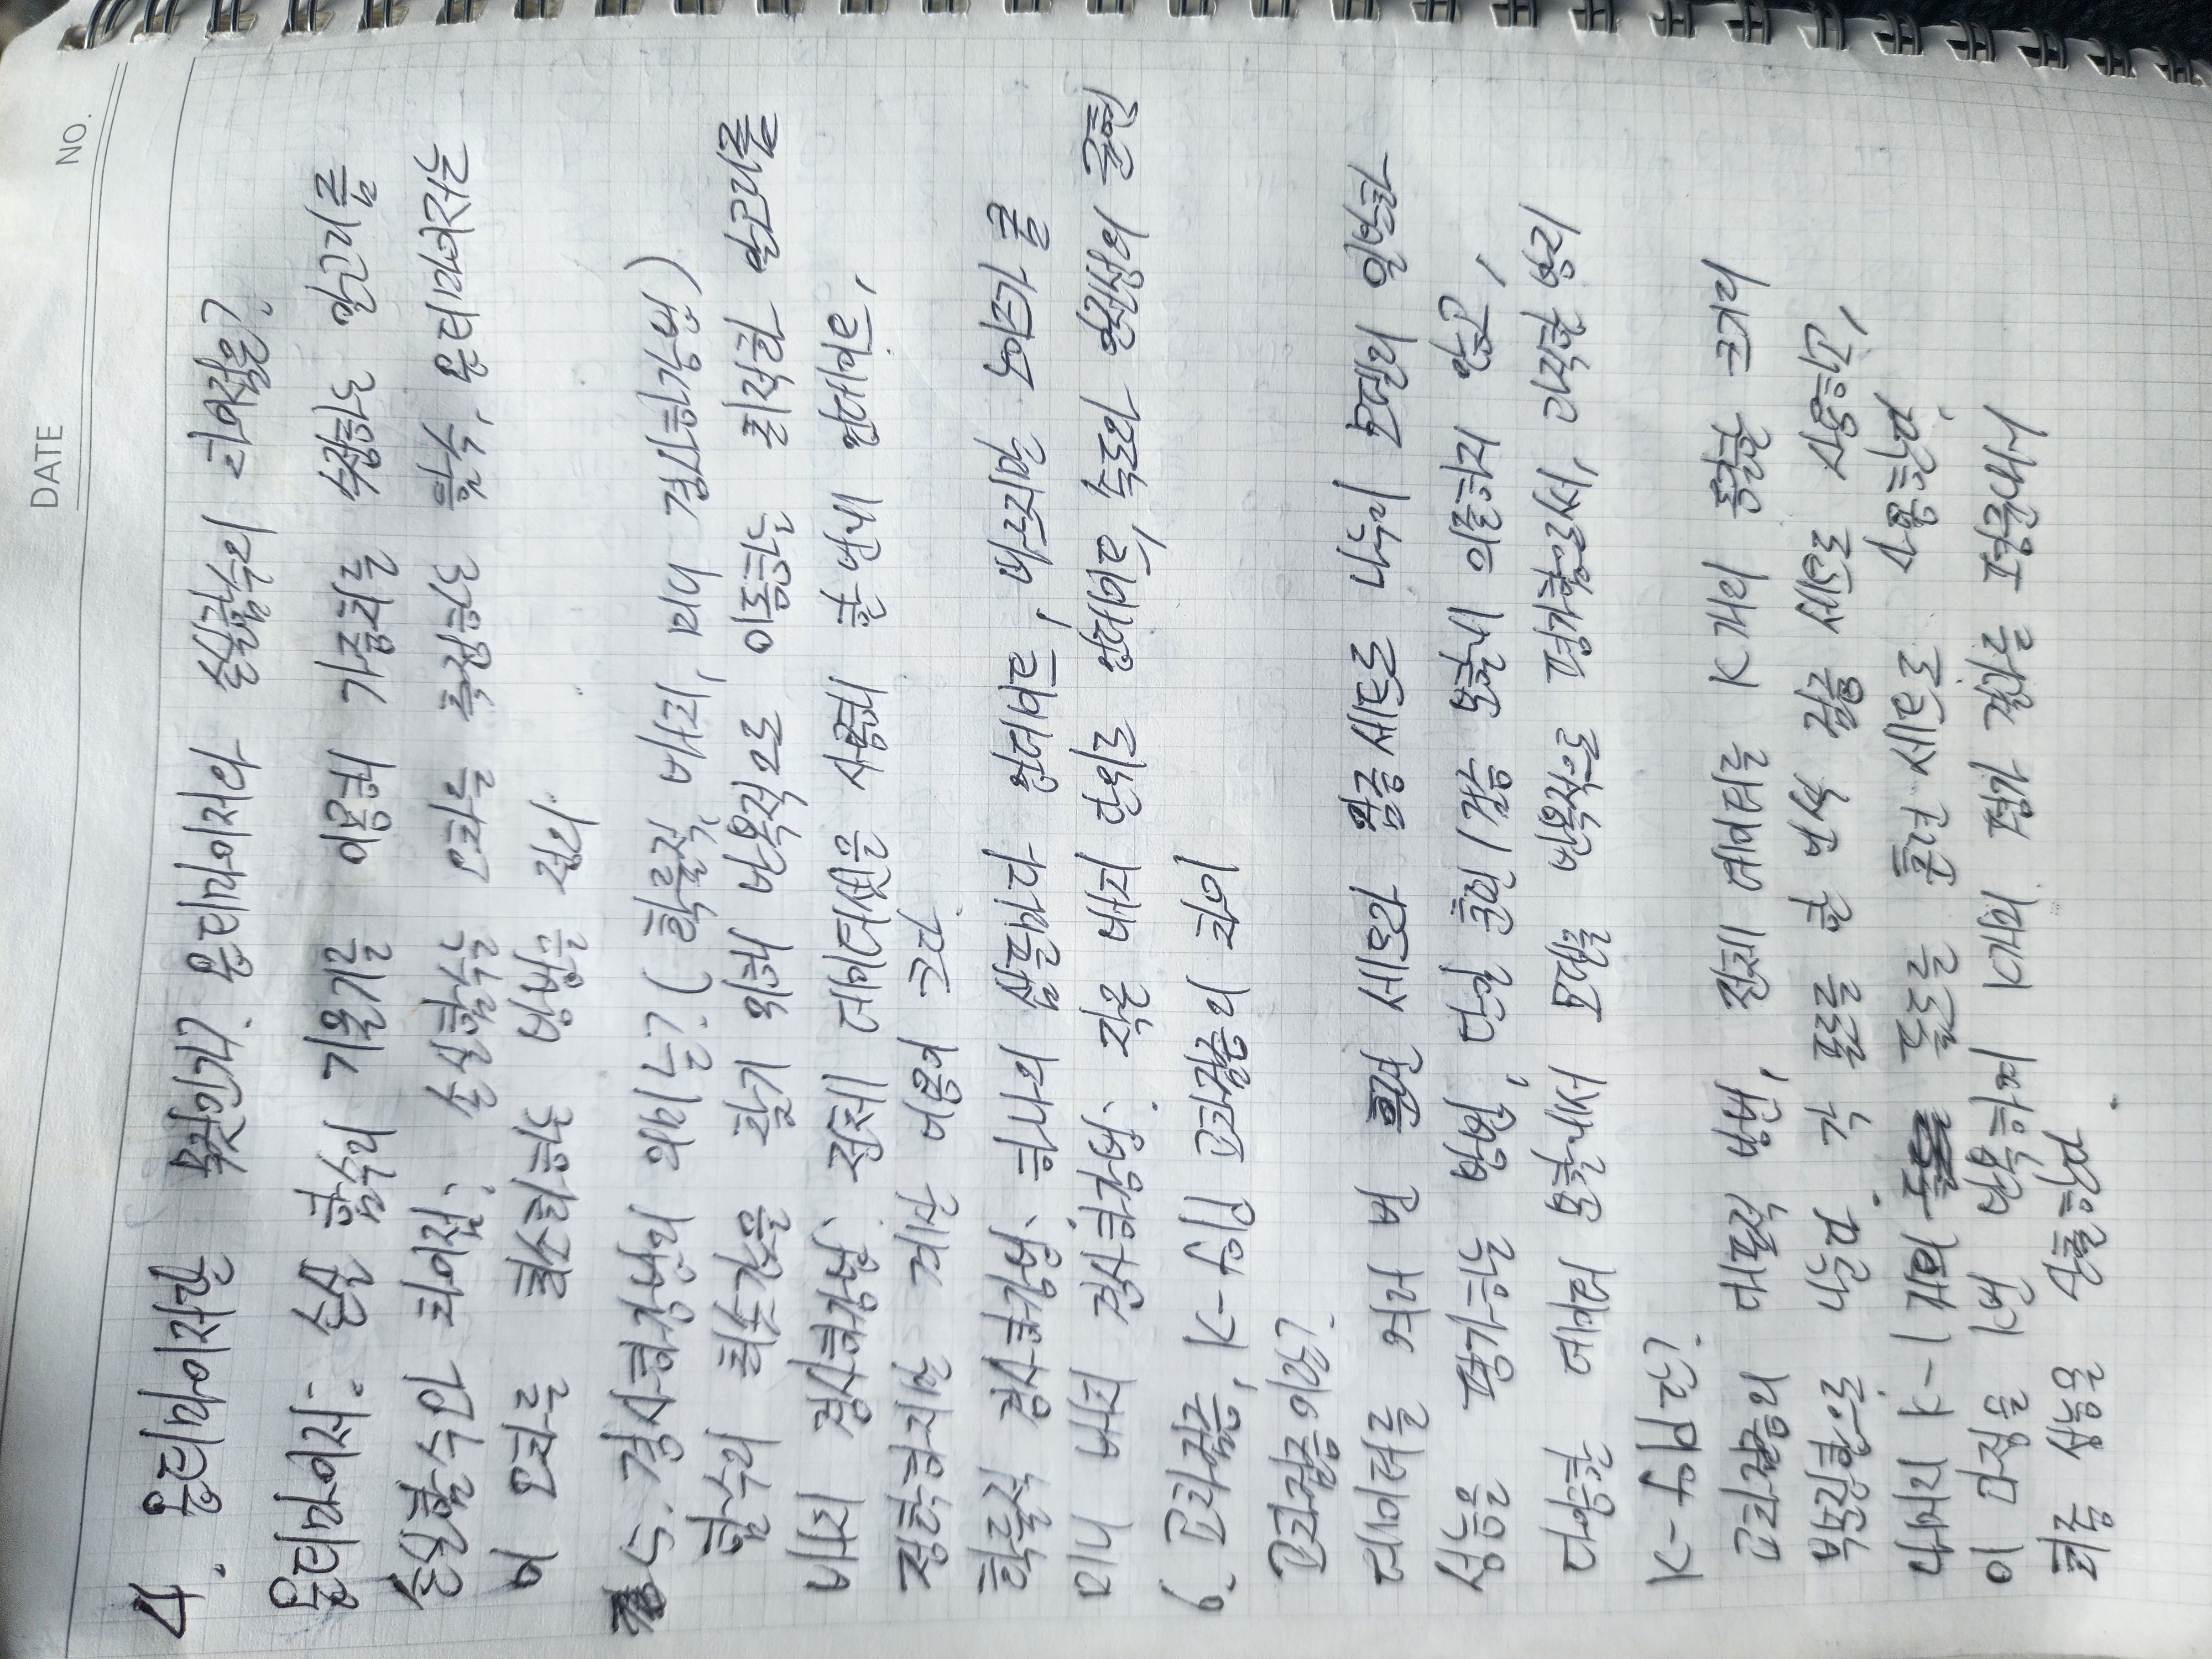 DATE
NO.
4. 옵티마이저란 무엇인가? 옵티마이저와 손실함수의 차이점은?
옵티마이저: 손실 함수의 기울기를 이용해 가중치를 수정하는 알고리즘
손실함수와 차이점: 손실함수는 오차를 측정하는 함수, 옵티마이저는
이 오차를 최소화하는 방법을 정의
5. 경사하강법의 의미는? (확률적, 배치, 미니 경사하강법)
함수의 최솟값을 찾기 위해 반복적으로 이동하는 최적화 알고리즘
배치 경사하강법: 전체 데이터셋을 사용해 한 번에 업데이트,
정확하지만 계산 비용이 크다.
확률적 경사하강법: 하나의 샘플마다 업데이트, 빠르지만 노이즈가 큼
미니 배치 경사하강법: 작은 배치 단위로 업데이트, 속도와 안전성의 균형
6. 교차검증, K-fold 교차검증의 차이
교차검증이란?
데이터를 여러 번 훈련 세트와 검증 세트로 나누어 모델의 일반화
성능을 평가하는 방법, 단일 훈련/검증 분할에 의존하지 않고,
다양한 데이터 분할에서 모델을 반복적으로 평가함으로써, 과적합 방지
K-fold란?
교차검증의 대표적 방법, 전체 데이터를 K개의 동일한 크기의
부분집합으로 나눈다. 각 폴드를 한 번씩 검증 세트로 사용하고,
나머지 K-1개의 폴드를 훈련 세트로 사용한다.
이 과정을 K번 반복하여 K개의 평가 결과를 평균내서
최종 성능을 산출한다.